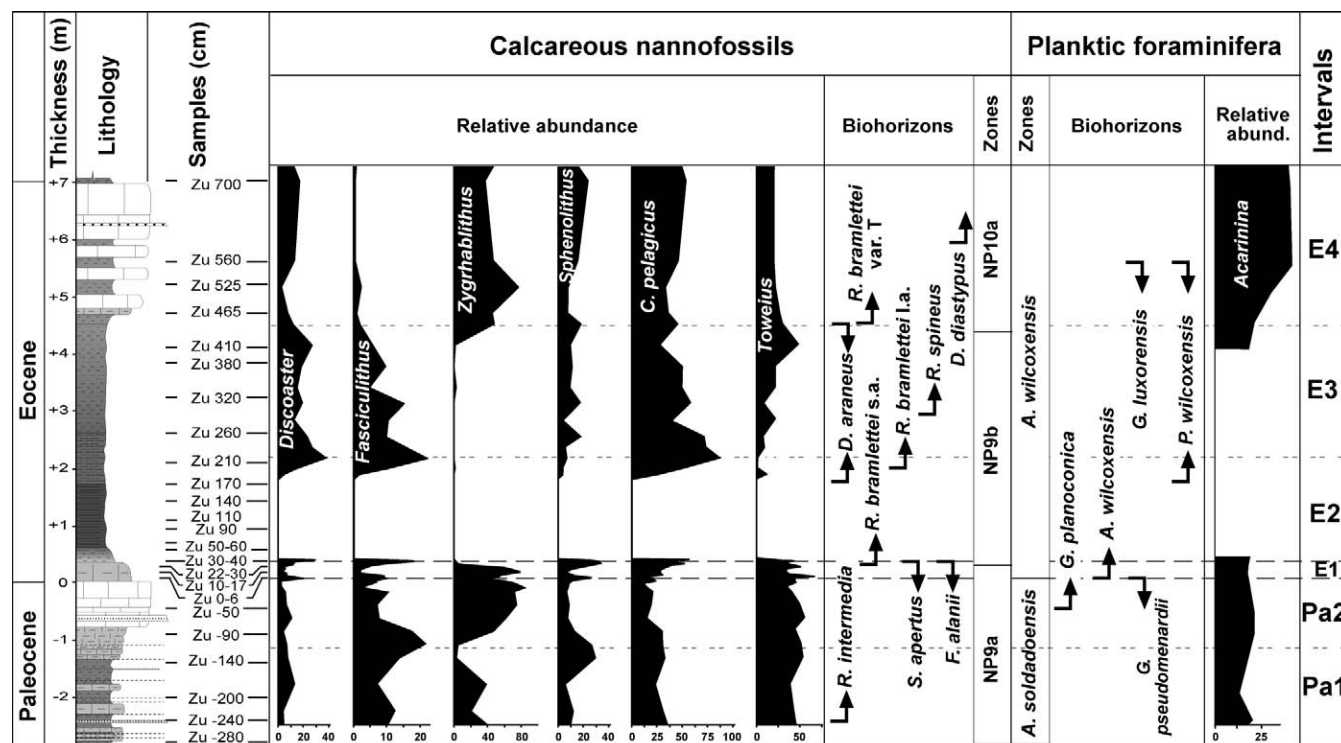 Calcareous nannofossils
Planktic foraminifera
Thickness (m)
Lithology
Samples (cm)
Relative abundance
Biohorizons
Zones
Zones
Biohorizons
Relative
abund.
Intervals
Eocene
Paleocene
+7
+6
+5
+4
+3
+2
+1
0
-1
-2
Zu 700
Zu 560
Zu 525
Zu 465
Zu 410
Zu 380
Zu 320
Zu 260
Zu 210
Zu 170
Zu 140
Zu 110
Zu 90
Zu 50-60
Zu 30-40
Zu 22-30
Zu 10-17
Zu 0-6
Zu -50
Zu -90
Zu -140
Zu -200
Zu -240
Zu -280
Discoaster
Fasciculithus
Zygrhablithus
Sphenolithus
C. pelagicus
Toweius
0 20 40
0 20
0 40 80
0 20 40
0 25 50 75 100
0 50
R. intermedia
D. araneus
R. bramlettei s.a.
R. bramlettei
var. T
R. bramlettei l.a.
S. apertus
R. spineus
F. alanii
D. diastypus
NP10a
NP9b
NP9a
A. wilcoxensis
A. soldadoensis
G. planoconica
A. wilcoxensis
G. luxorensis
G.
pseudomenardii
P. wilcoxensis
Acarinina
0 25
E4
E3
E2
E1
Pa2
Pa1